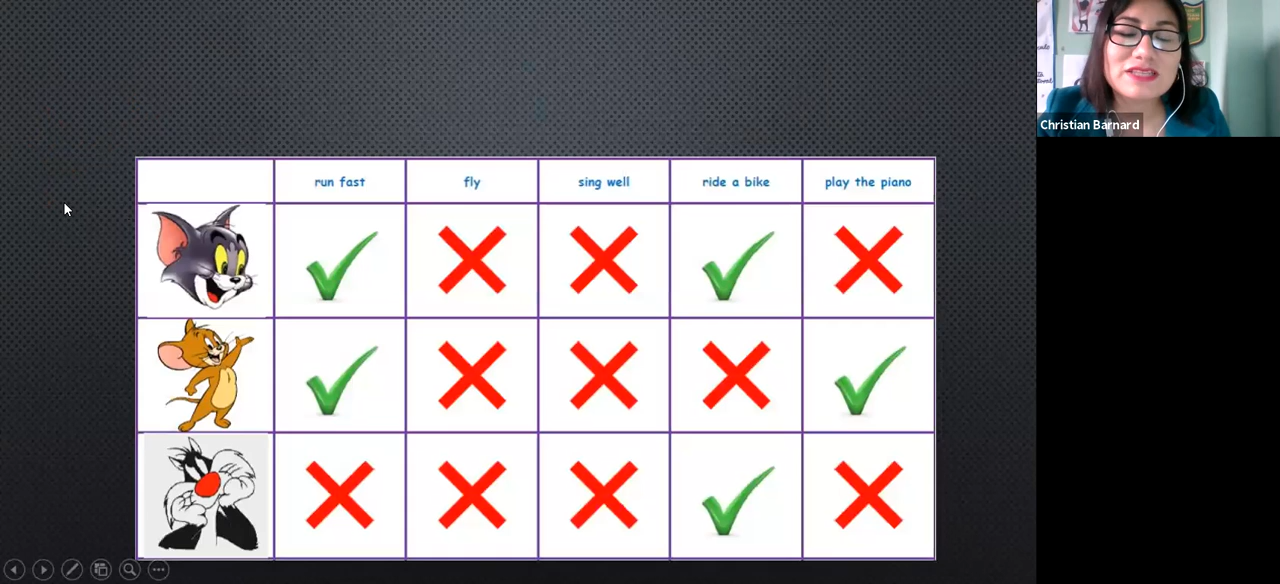 run fast fly sing well ride a bike play the piano
Christian Barnard